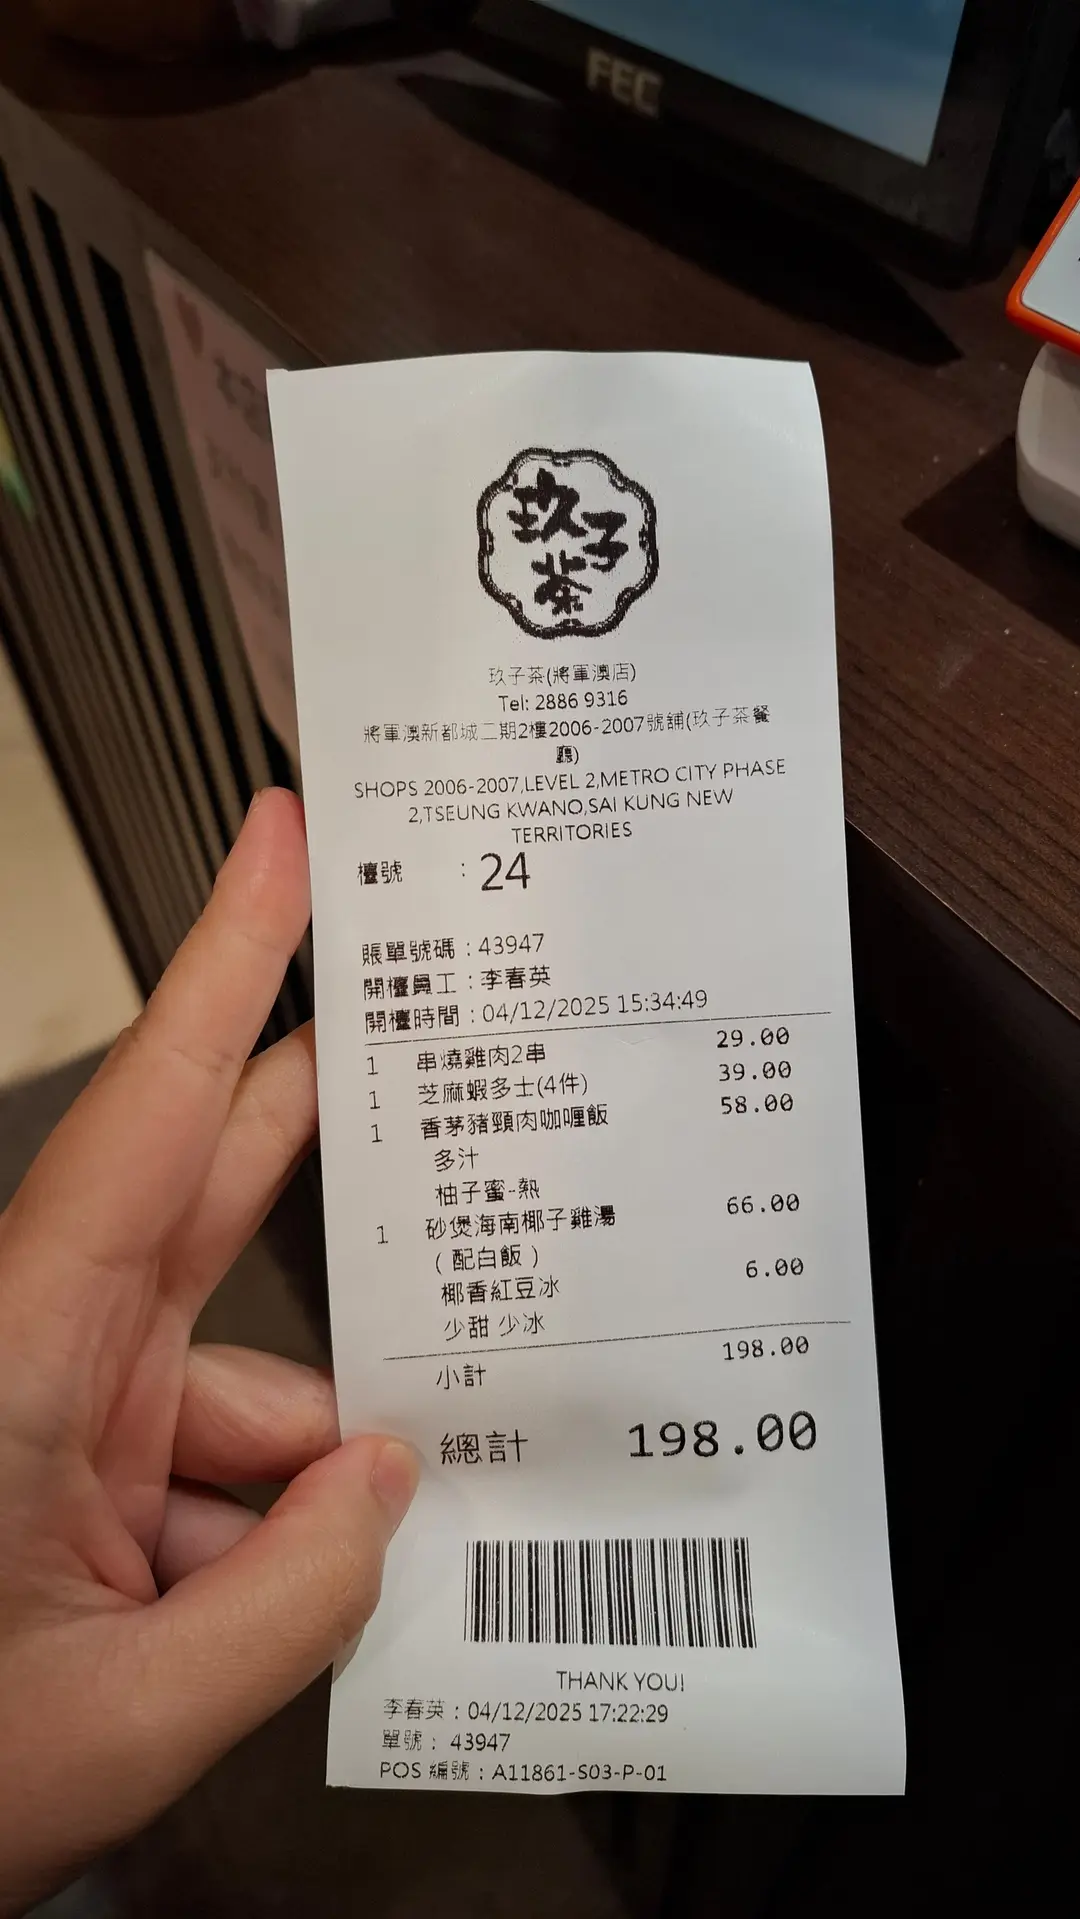 FEC
玖子茶
玖子茶(將軍澳店)
Tel: 2886 9316
將軍澳新都城二期2樓2006-2007號舖(玖子茶餐
廳)
SHOPS 2006-2007,LEVEL 2,METRO CITY PHASE
2,TSEUNG KWANO,SAI KUNG NEW
TERRITORIES
檯號 : 24
賬單號碼 : 43947
開檯員工 : 李春英
開檯時間 : 04/12/2025 15:34:49
1 串燒雞肉2串 29.00
1 芝麻蝦多士(4件) 39.00
1 香茅豬頸肉咖喱飯 58.00
多汁
柚子蜜-熱
1 砂煲海南椰子雞湯 66.00
(配白飯)
椰香紅豆冰 6.00
少甜 少冰
小計 198.00
總計 198.00
THANK YOU!
李春英 : 04/12/2025 17:22:29
單號 : 43947
POS 編號 : A11861-S03-P-01